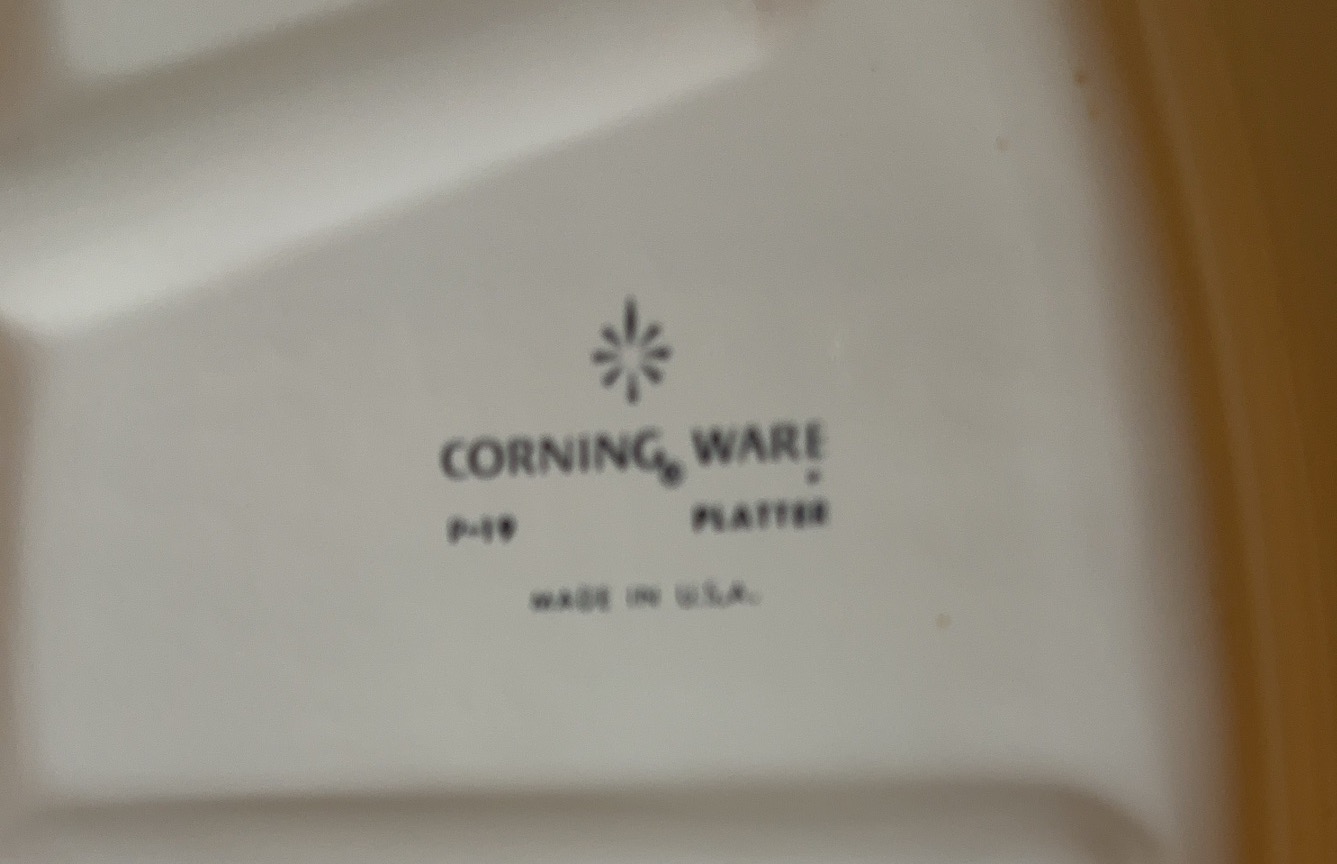 CORNING® WARE
P-19 PLATTER
MADE IN U.S.A.